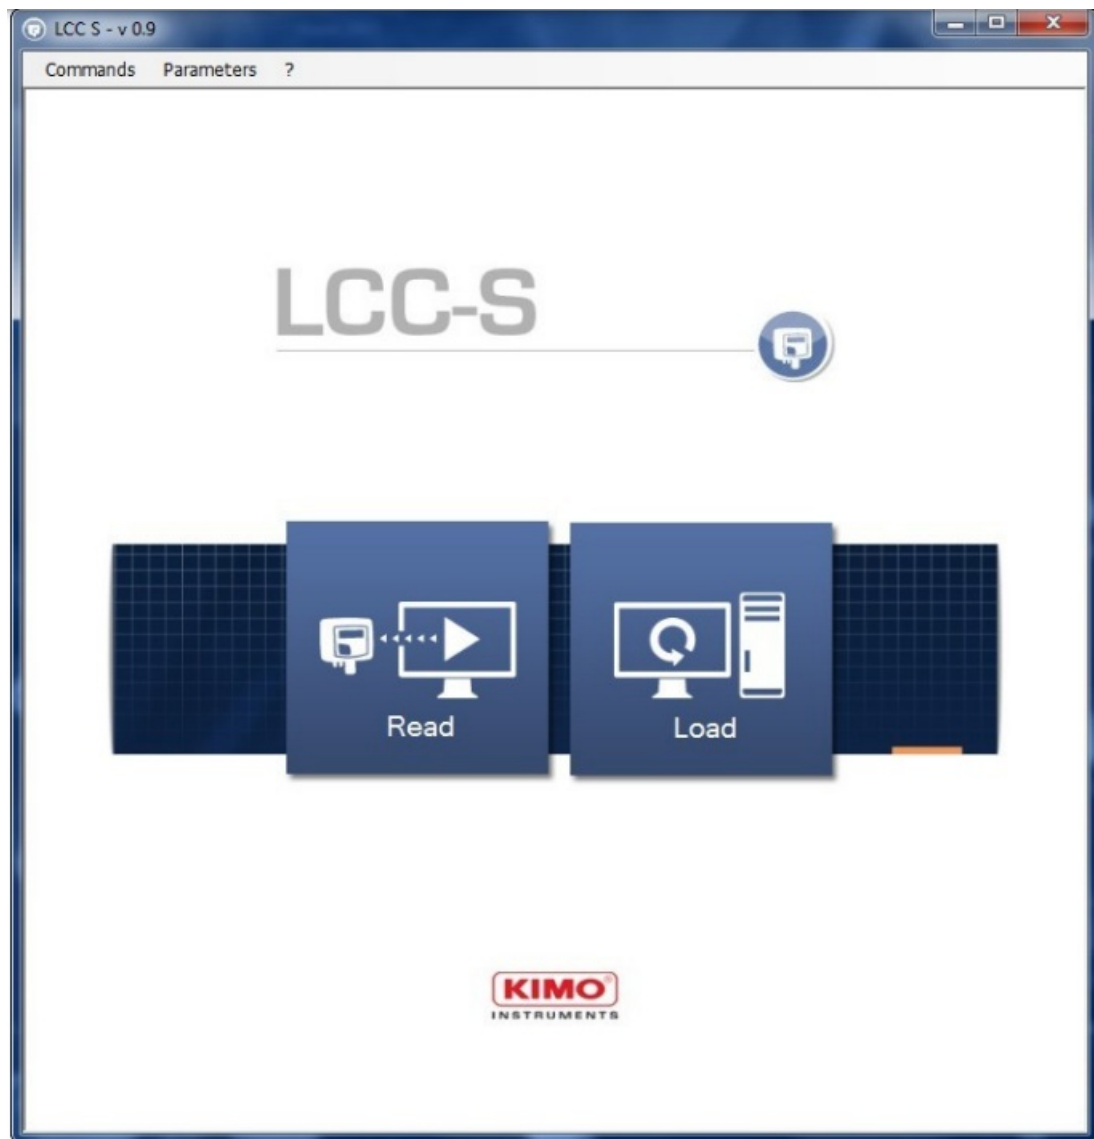 LCC S - v 0.9
Commands Parameters ?
LCC-S
Read Load
KIMO®
INSTRUMENTS